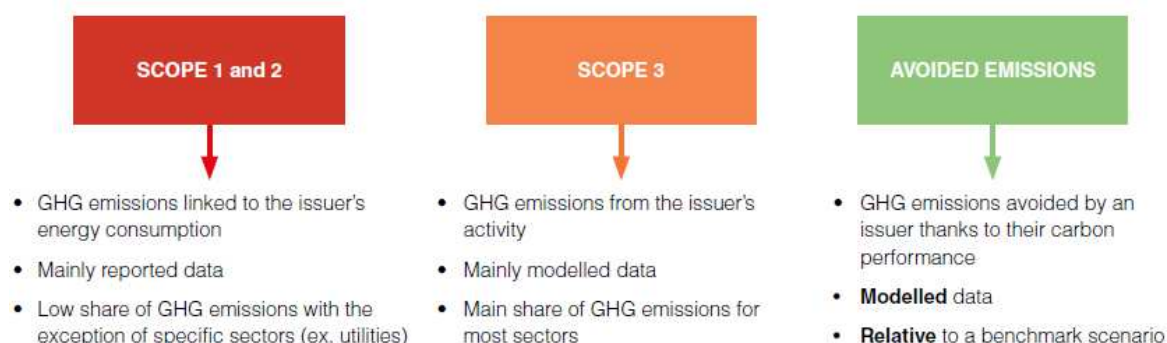 SCOPE 1 and 2
• GHG emissions linked to the issuer's
energy consumption
• Mainly reported data
• Low share of GHG emissions with the
exception of specific sectors (ex. utilities)
SCOPE 3
• GHG emissions from the issuer's
activity
• Mainly modelled data
• Main share of GHG emissions for
most sectors
AVOIDED EMISSIONS
• GHG emissions avoided by an
issuer thanks to their carbon
performance
• Modelled data
• Relative to a benchmark scenario